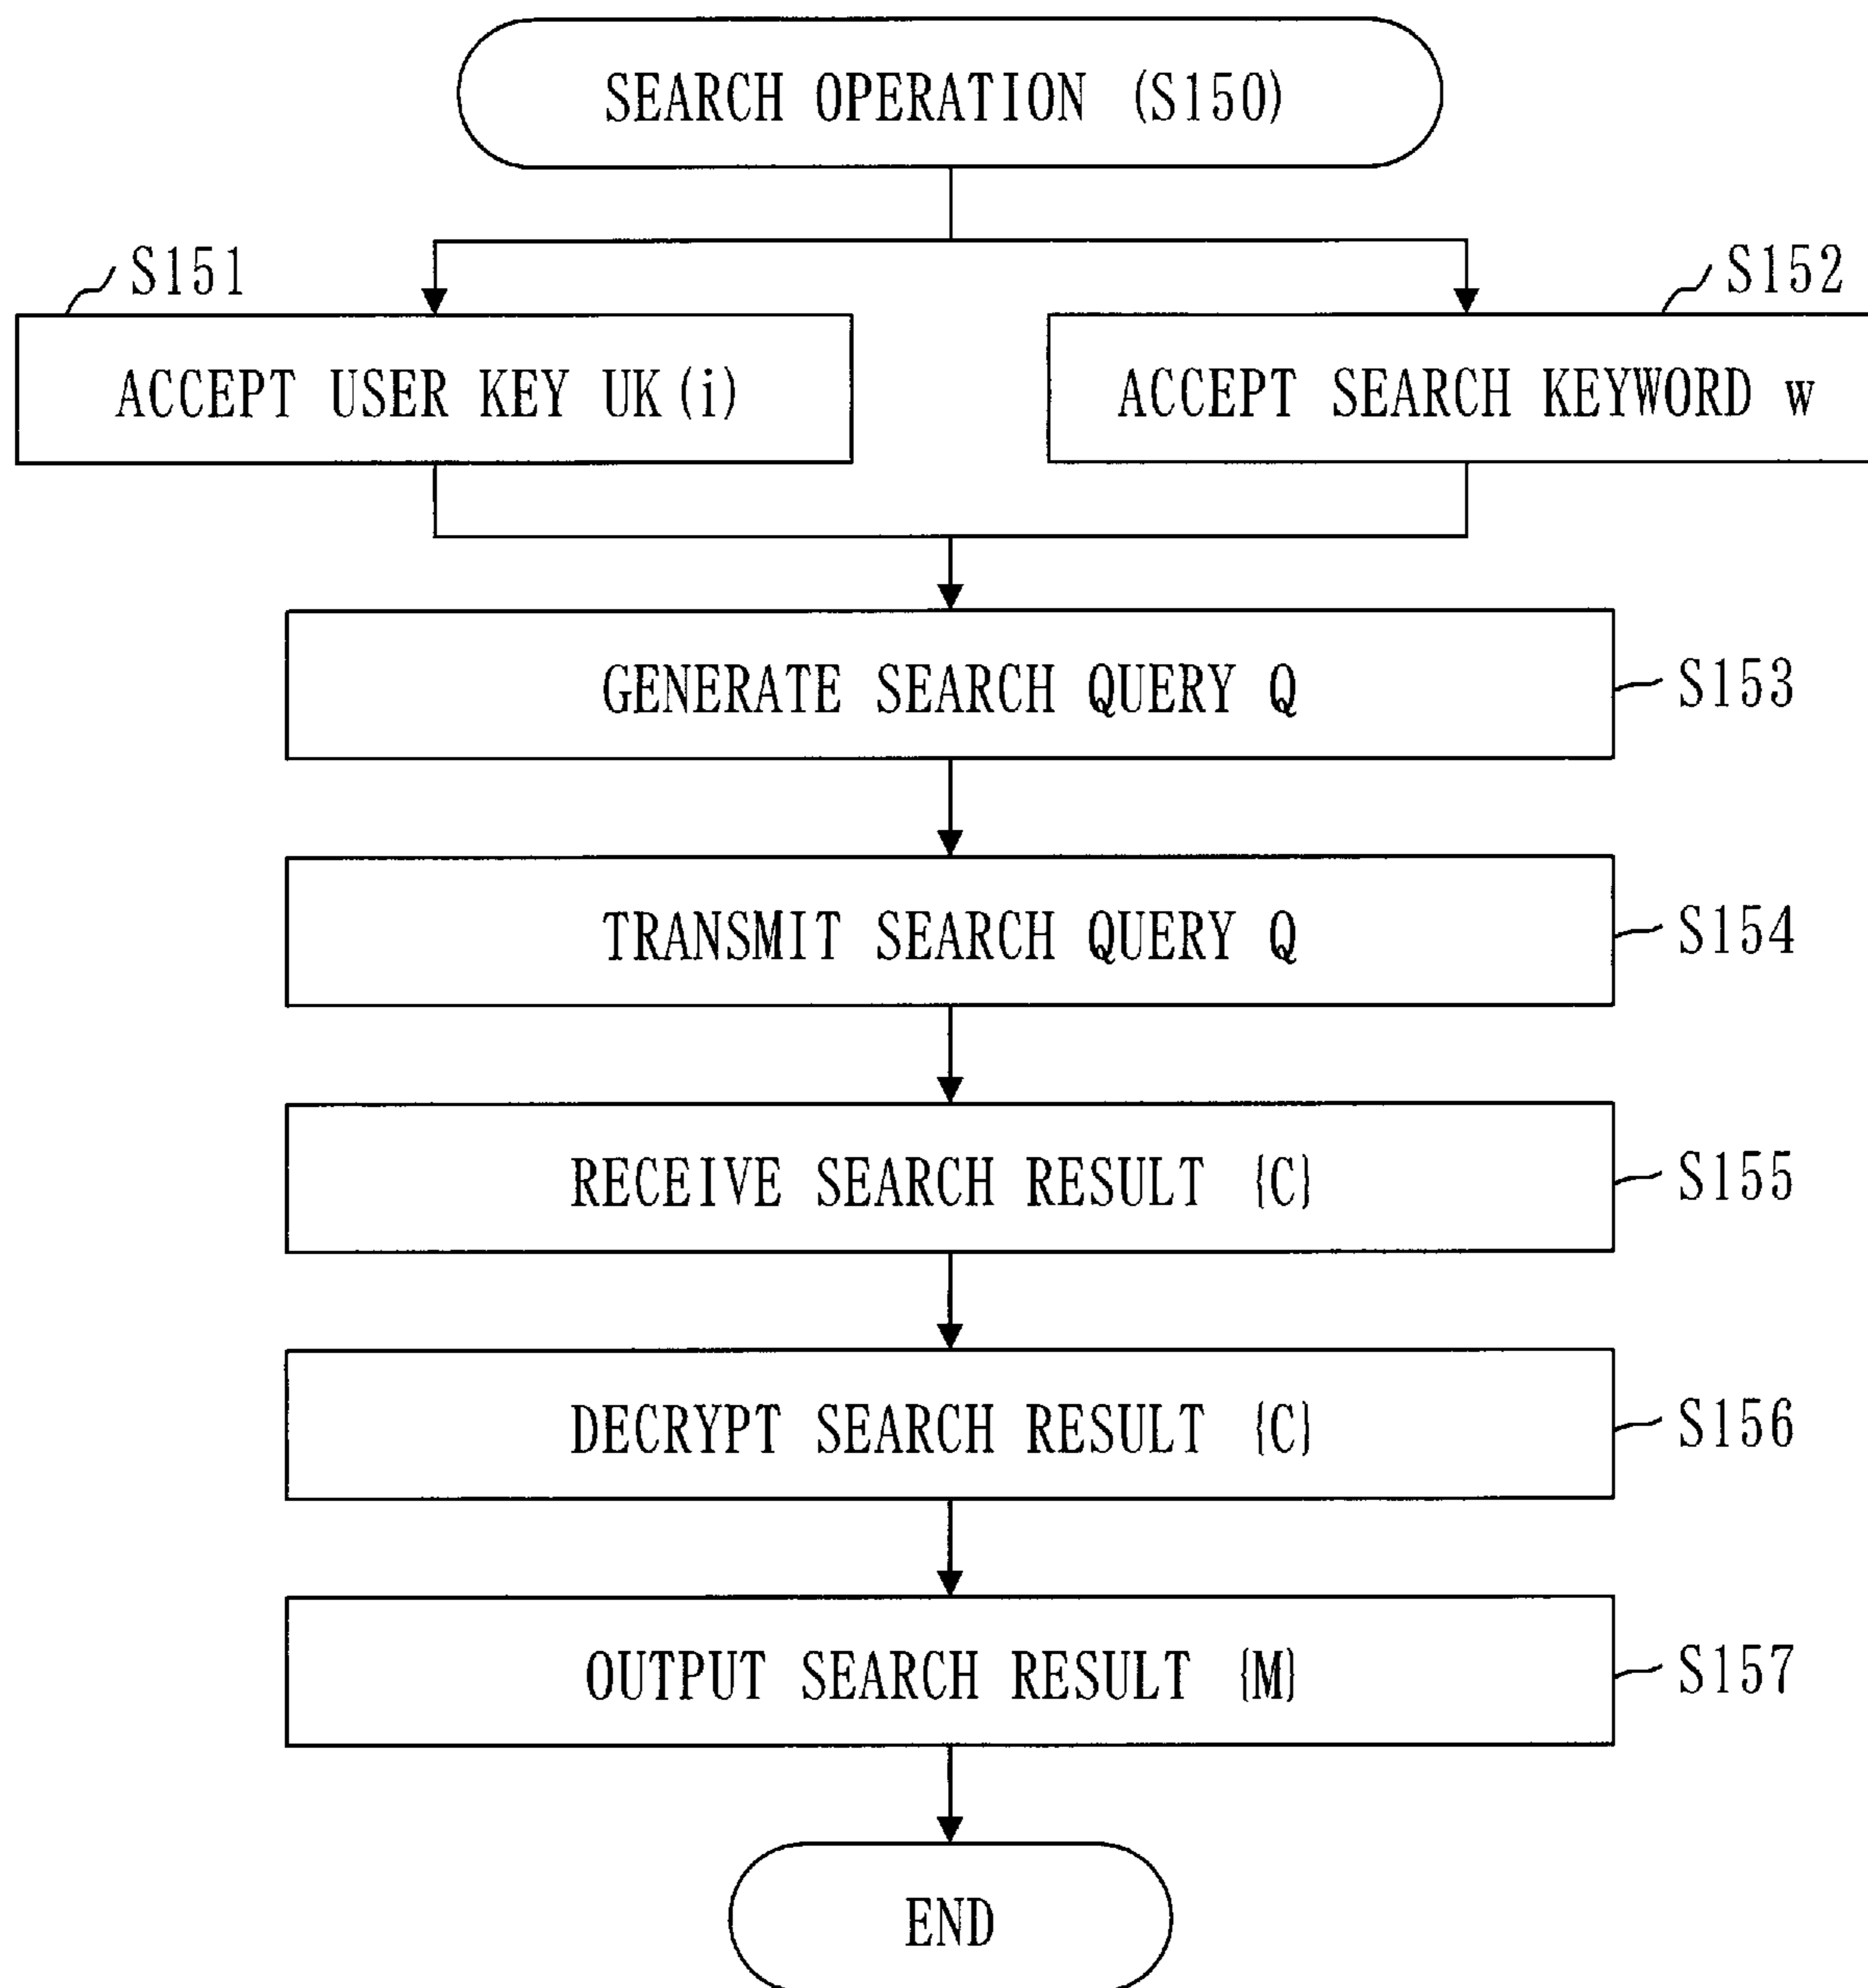 SEARCH OPERATION (S150)
S151
S152
ACCEPT USER KEY UK(i)
ACCEPT SEARCH KEYWORD w
GENERATE SEARCH QUERY Q
S153
TRANSMIT SEARCH QUERY Q
S154
RECEIVE SEARCH RESULT {C}
S155
DECRYPT SEARCH RESULT {C}
S156
OUTPUT SEARCH RESULT {M}
S157
END